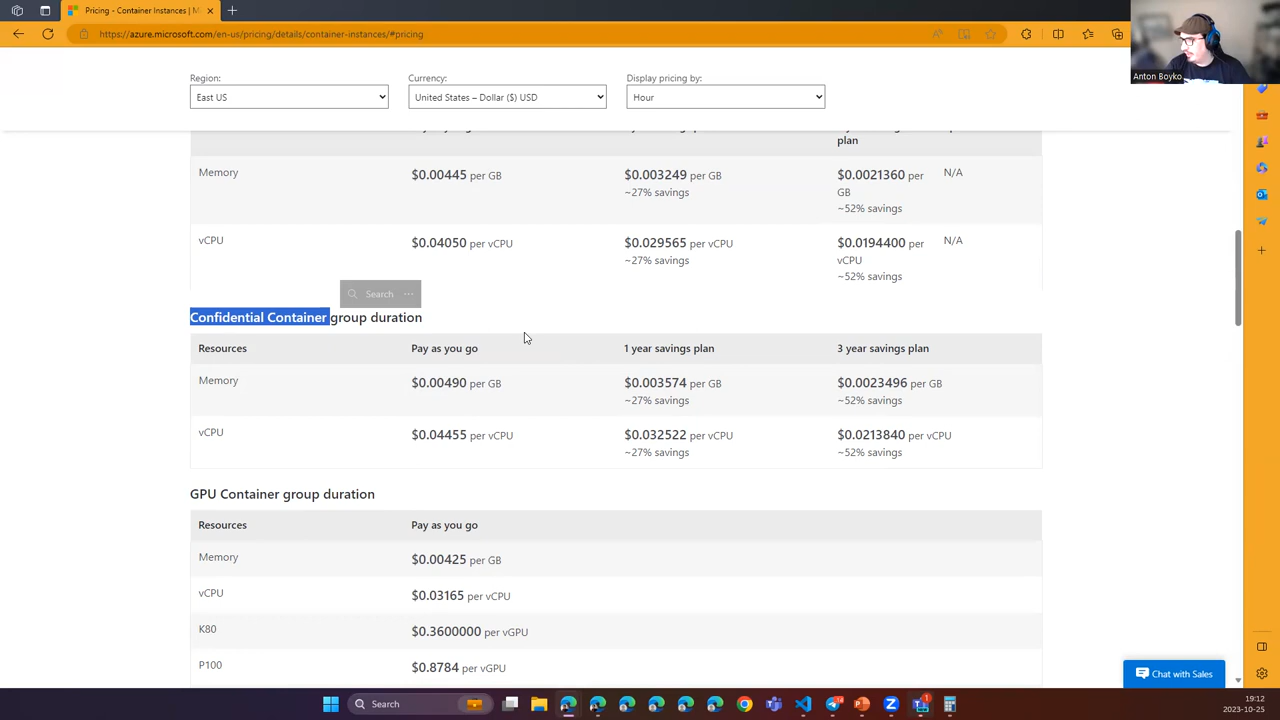 Pricing - Container Instances | M
https://azure.microsoft.com/en-us/pricing/details/container-instances/#pricing
Anton Boyko
Region: Currency: Display pricing by:
East US United States – Dollar ($) USD Hour
plan
Memory $0.00445 per GB $0.003249 per GB $0.0021360 per N/A
~27% savings GB
~52% savings
vCPU $0.04050 per vCPU $0.029565 per vCPU $0.0194400 per N/A
~27% savings vCPU
~52% savings
Search ...
Confidential Container group duration
Resources Pay as you go 1 year savings plan 3 year savings plan
Memory $0.00490 per GB $0.003574 per GB $0.0023496 per GB
~27% savings ~52% savings
vCPU $0.04455 per vCPU $0.032522 per vCPU $0.0213840 per vCPU
~27% savings ~52% savings
GPU Container group duration
Resources Pay as you go
Memory $0.00425 per GB
vCPU $0.03165 per vCPU
K80 $0.3600000 per vGPU
P100 $0.8784 per vGPU
Chat with Sales
Search 1 19:12
2023-10-25